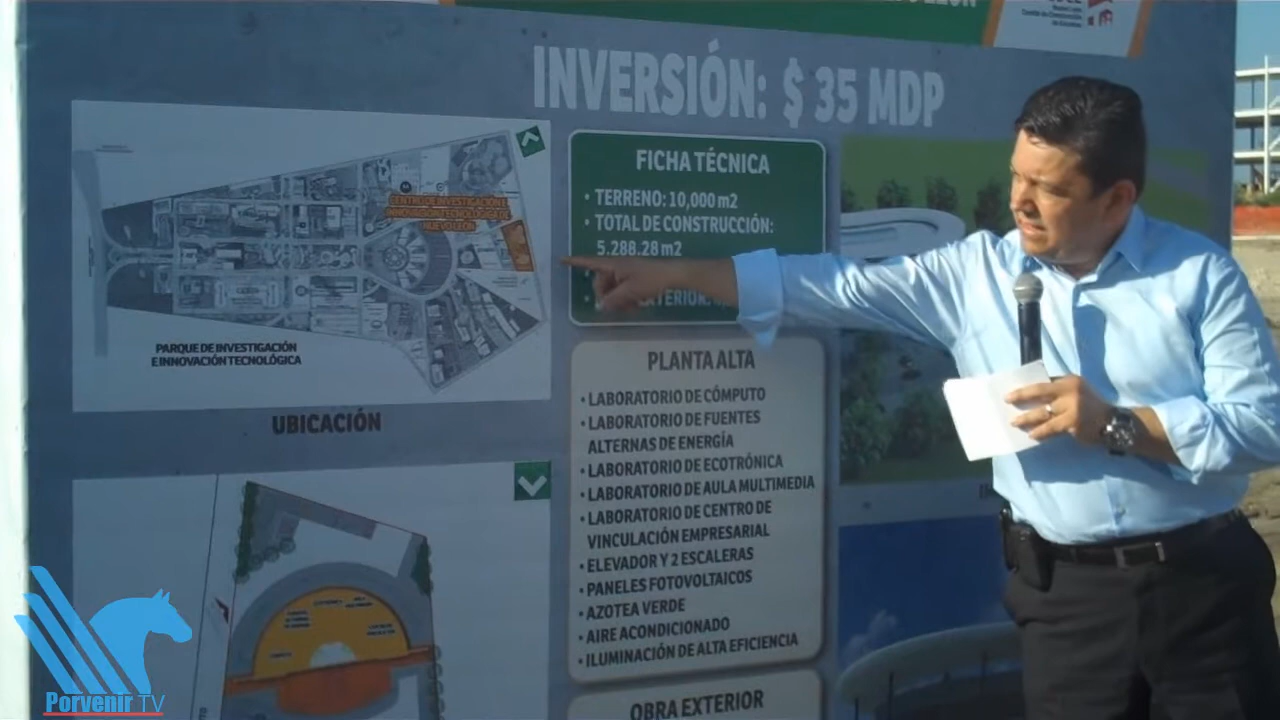 INVERSIÓN: $ 35 MDP
FICHA TÉCNICA
• TERRENO: 10,000 m2
• TOTAL DE CONSTRUCCIÓN:
5.288.28 m2
EXTERIOR:
CENTRO DE INVESTIGACIÓN E
INNOVACIÓN TECNOLÓGICA DE
NUEVO LEÓN
PARQUE DE INVESTIGACIÓN
E INNOVACIÓN TECNOLÓGICA
UBICACIÓN
PLANTA ALTA
• LABORATORIO DE CÓMPUTO
• LABORATORIO DE FUENTES
ALTERNAS DE ENERGÍA
• LABORATORIO DE ECOTRÓNICA
• LABORATORIO DE AULA MULTIMEDIA
• LABORATORIO DE CENTRO DE
VINCULACIÓN EMPRESARIAL
• ELEVADOR Y 2 ESCALERAS
• PANELES FOTOVOLTAICOS
• AZOTEA VERDE
• AIRE ACONDICIONADO
• ILUMINACIÓN DE ALTA EFICIENCIA
OBRA EXTERIOR
Porvenir TV